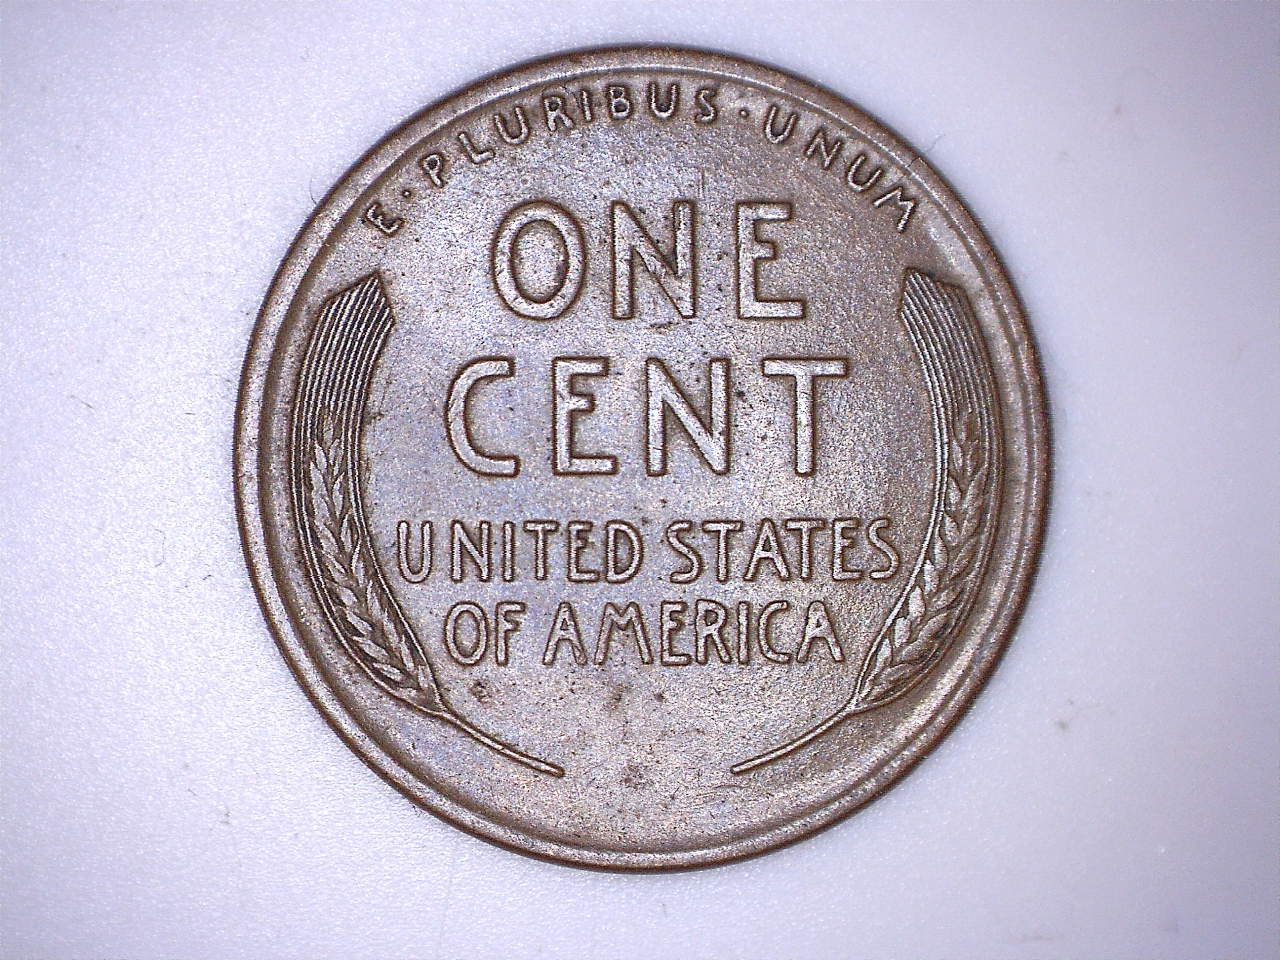 E·PLURIBUS·UNUM
ONE
CENT
UNITED STATES
OF AMERICA